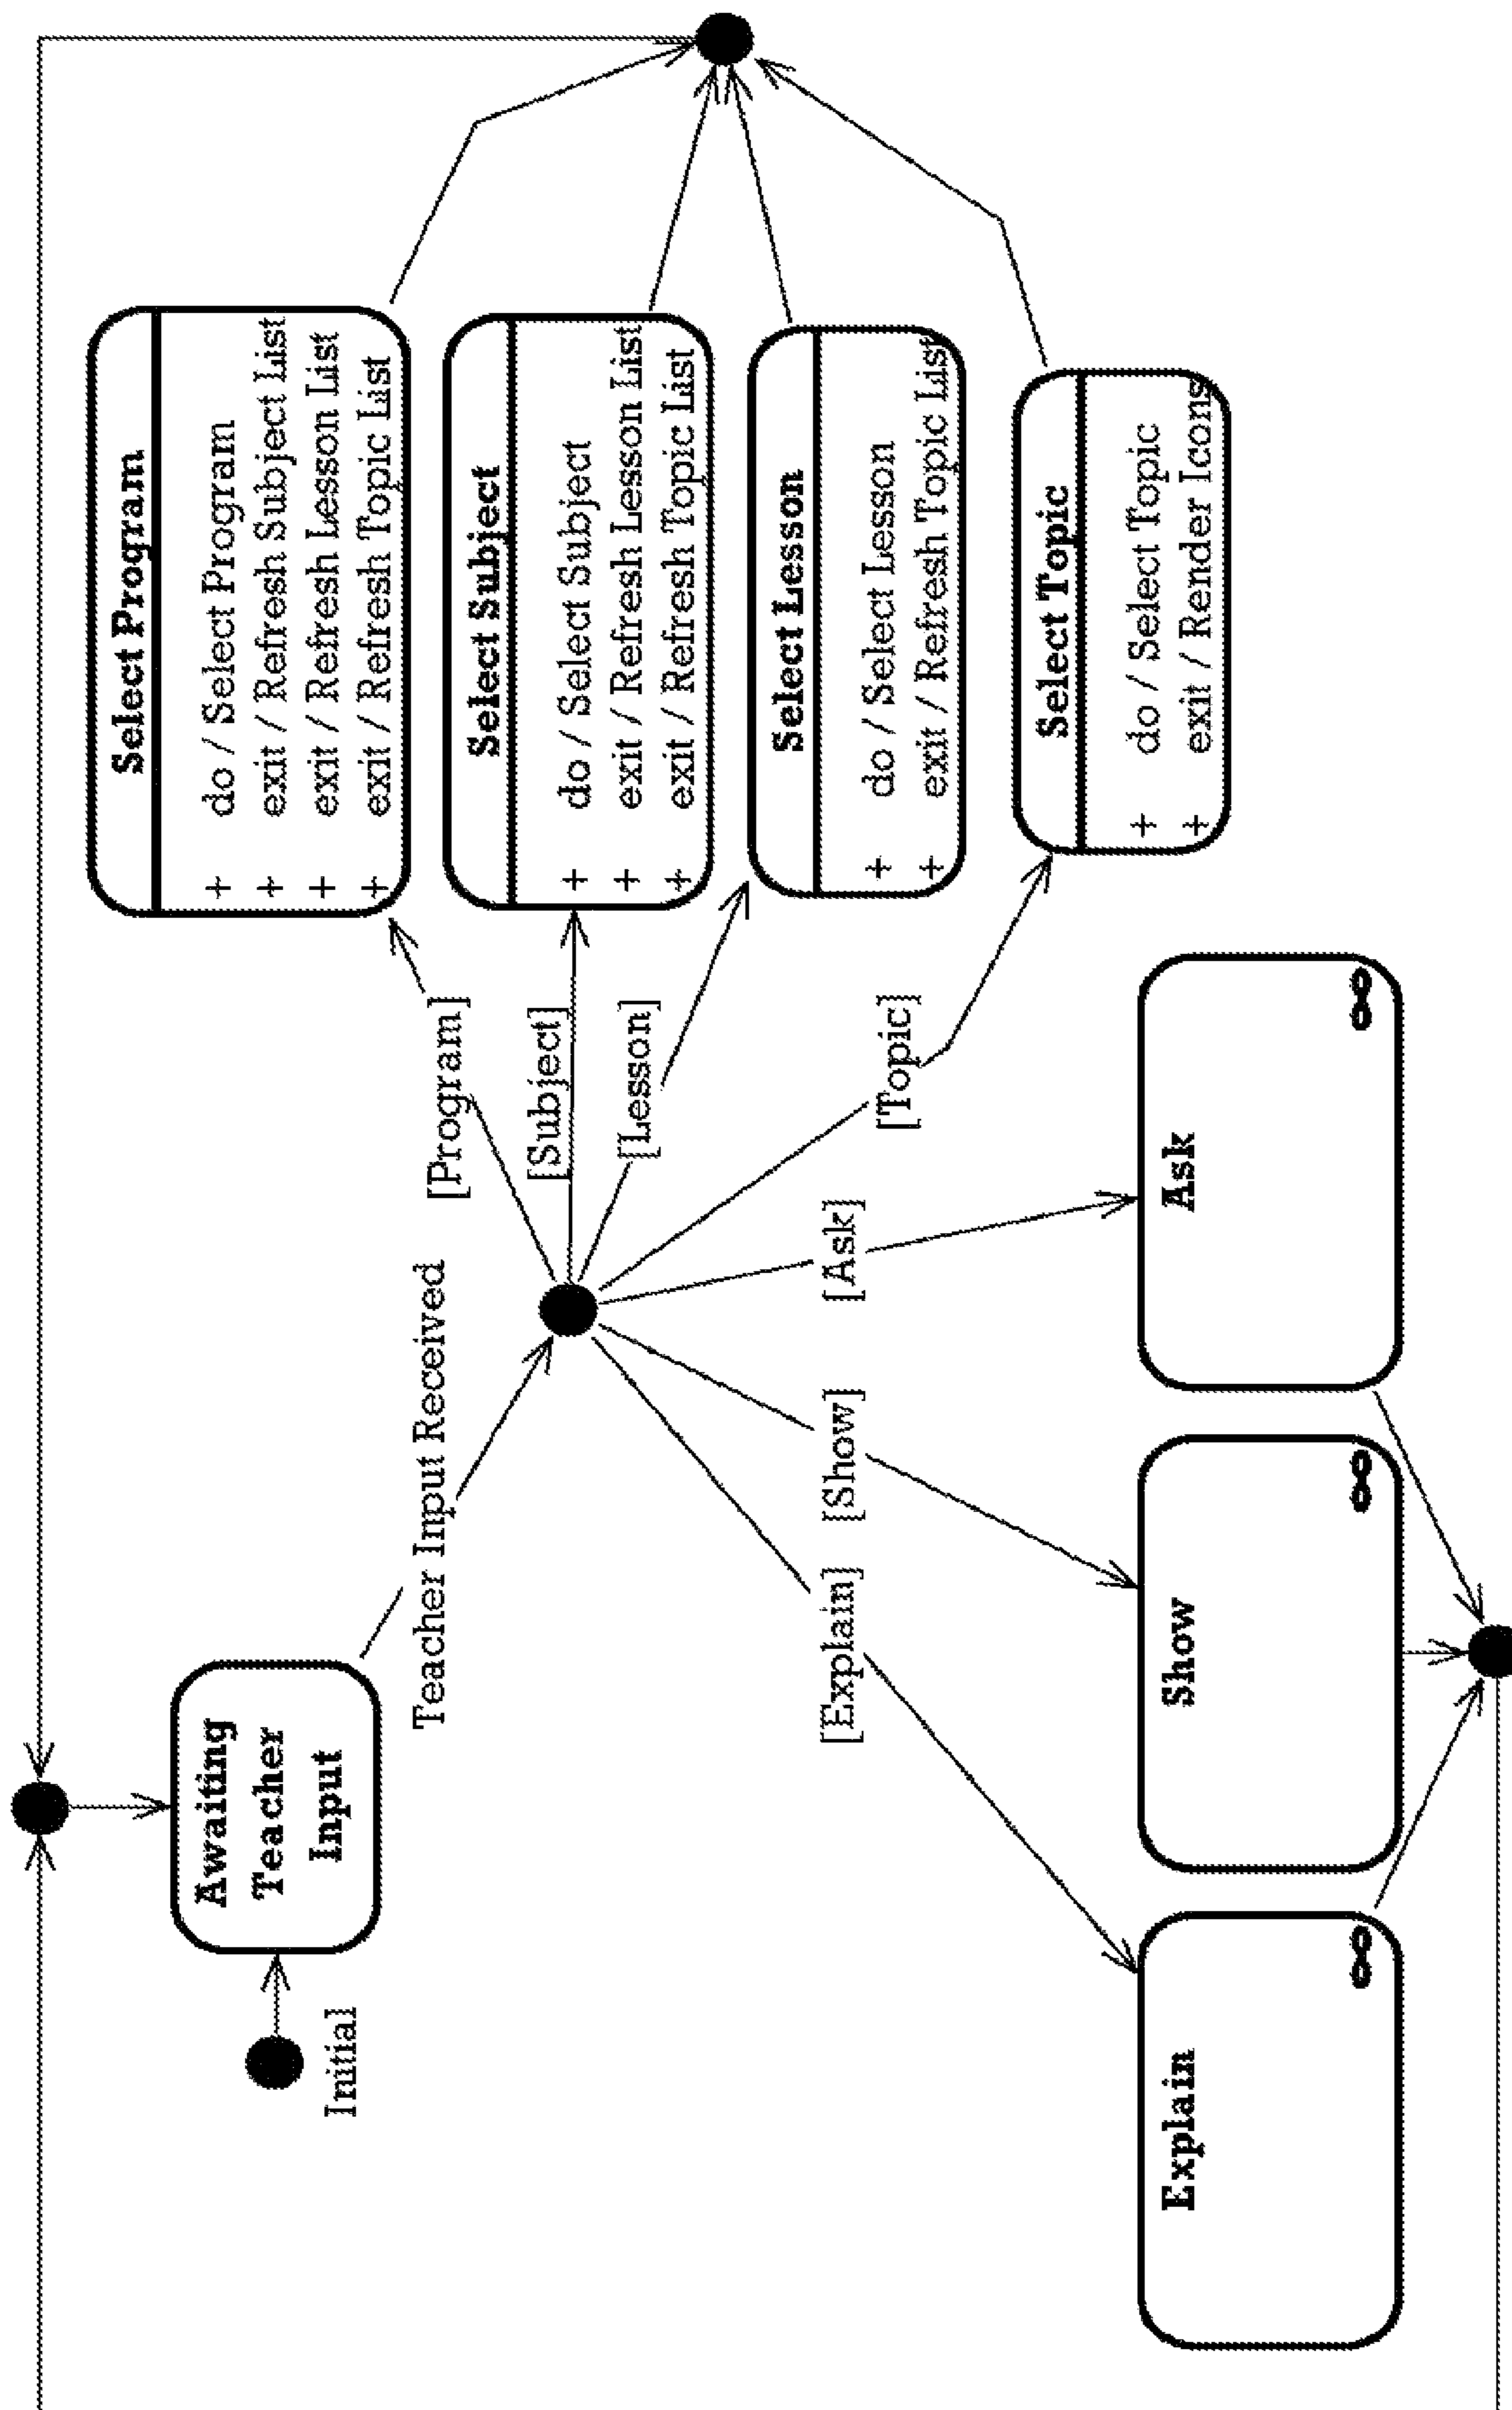 Initial
Awaiting
Teacher
Input
Teacher Input Received
[Program]
[Subject]
[Lesson]
[Topic]
[Ask]
[Show]
[Explain]
Select Program
+ do / Select Program
+ exit / Refresh Subject List
+ exit / Refresh Lesson List
+ exit / Refresh Topic List
Select Subject
+ do / Select Subject
+ exit / Refresh Lesson List
+ exit / Refresh Topic List
Select Lesson
+ do / Select Lesson
+ exit / Refresh Topic List
Select Topic
+ do / Select Topic
+ exit / Render Icons
Explain
Show
Ask